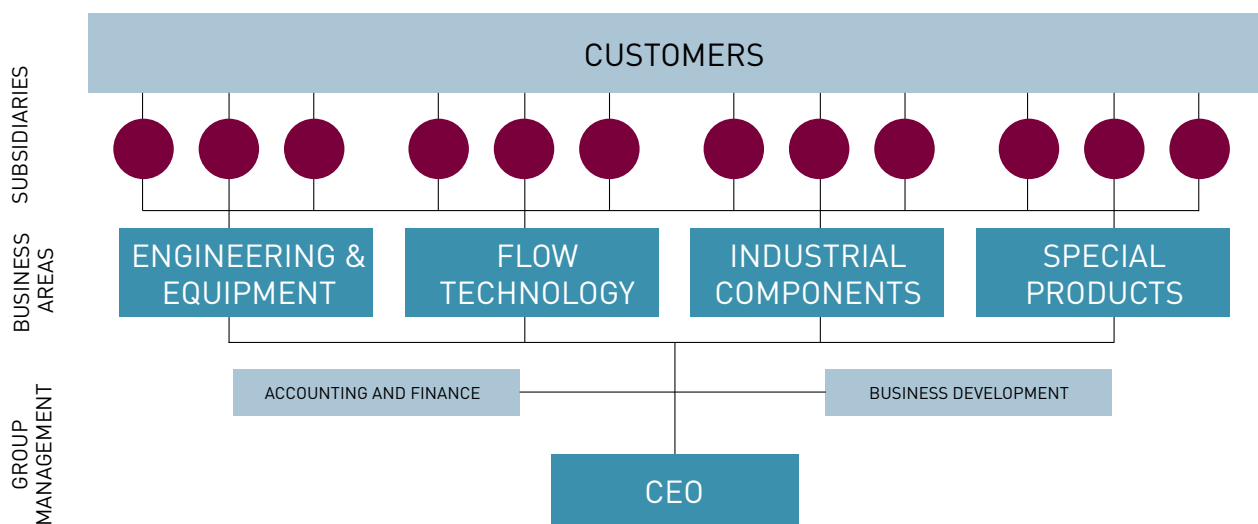 CUSTOMERS
SUBSIDIARIES
BUSINESS
AREAS
ENGINEERING &
EQUIPMENT
FLOW
TECHNOLOGY
INDUSTRIAL
COMPONENTS
SPECIAL
PRODUCTS
GROUP
MANAGEMENT
ACCOUNTING AND FINANCE
BUSINESS DEVELOPMENT
CEO